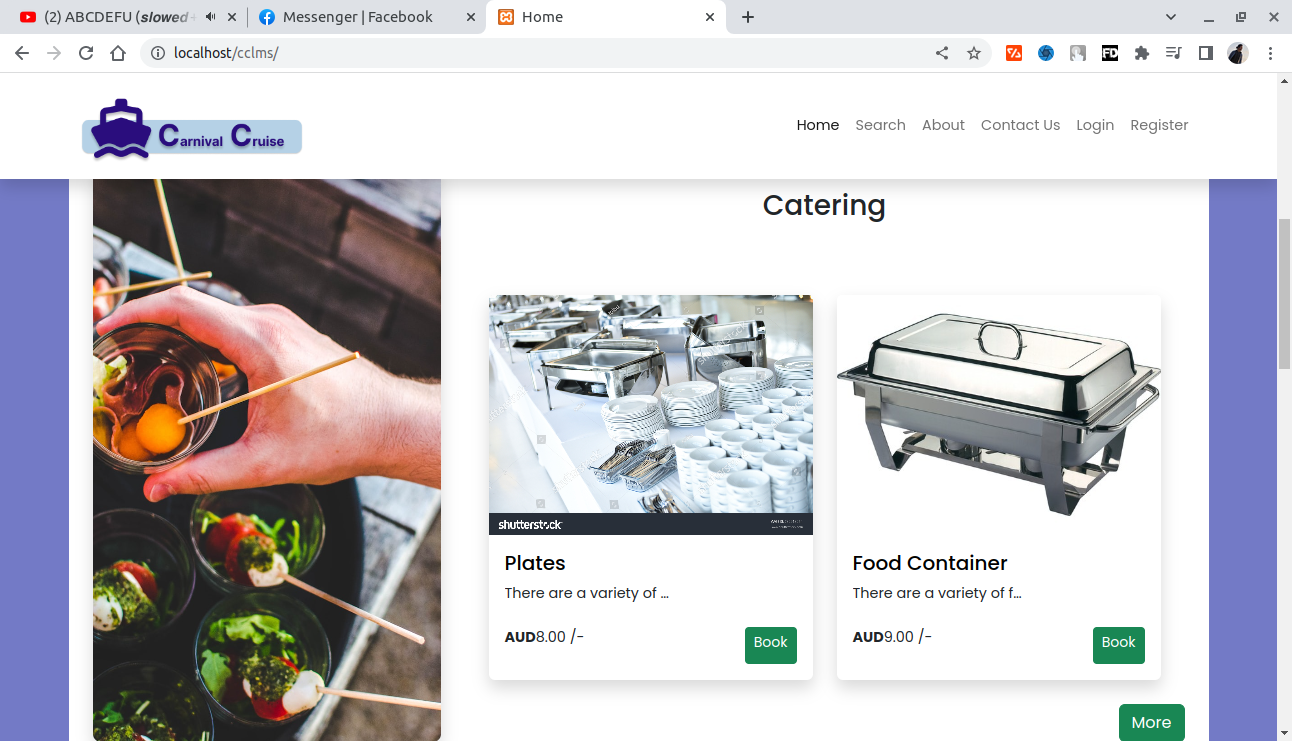 (2) ABCDEFU (slowed +
Messenger | Facebook
Home
localhost/cclms/
FD
Carnival Cruise
Home Search About Contact Us Login Register
Catering
shutterstock
Plates
There are a variety of ...
AUD8.00 /-
Book
Food Container
There are a variety of f...
AUD9.00 /-
Book
More